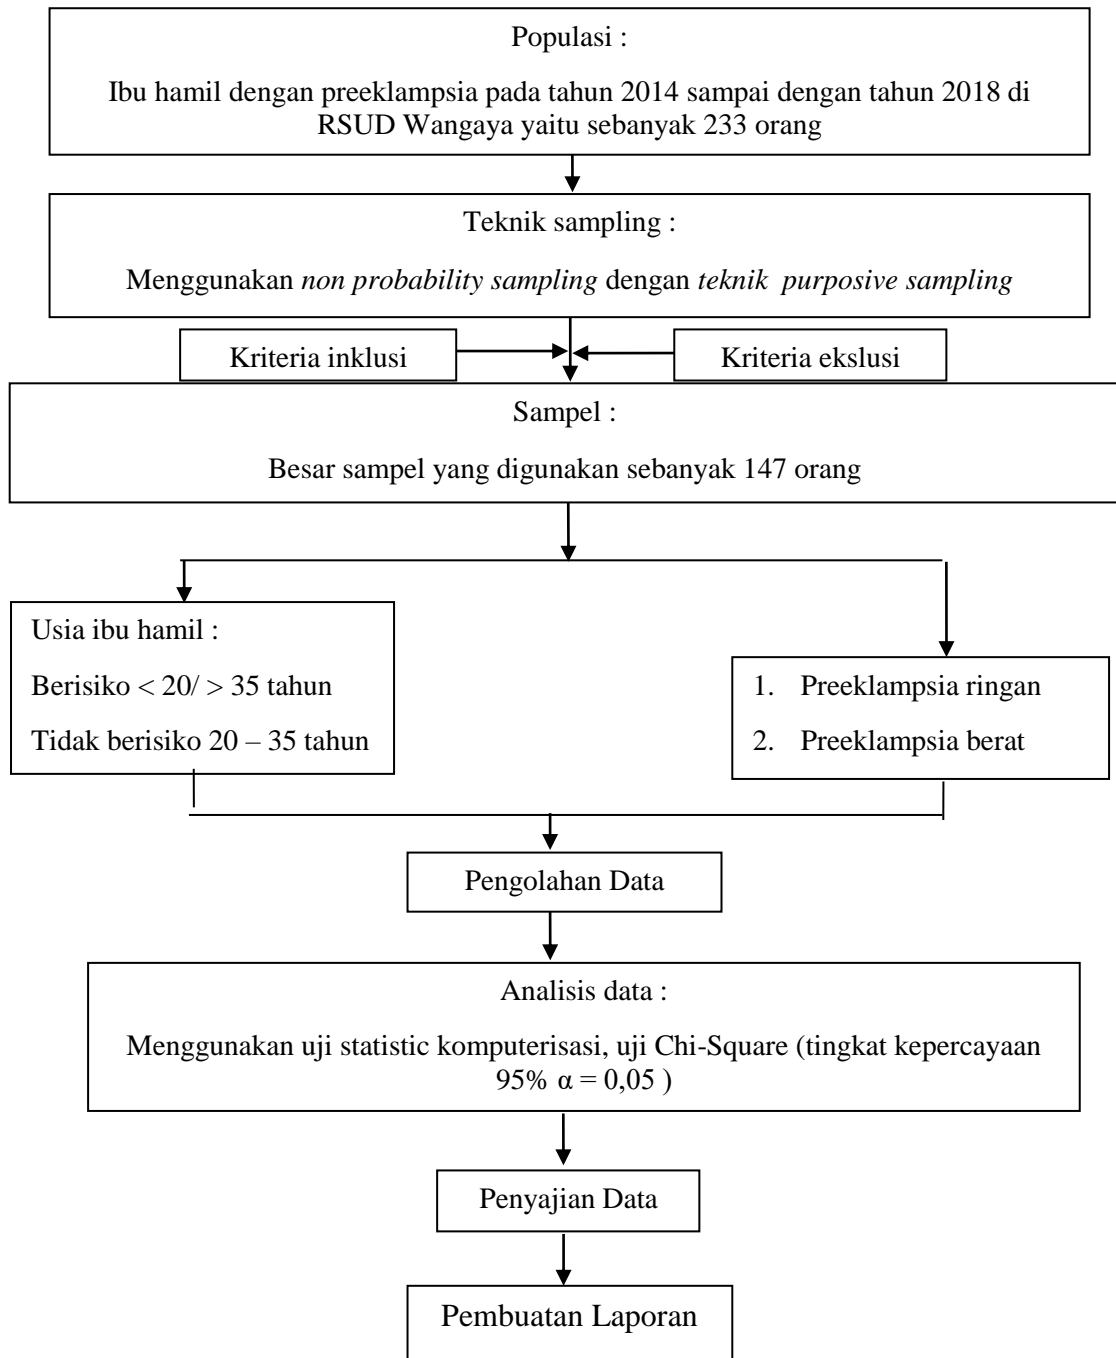 Populasi :
Ibu hamil dengan preeklampsia pada tahun 2014 sampai dengan tahun 2018 di
RSUD Wangaya yaitu sebanyak 233 orang
Teknik sampling :
Menggunakan non probability sampling dengan teknik purposive sampling
Kriteria inklusi
Kriteria ekslusi
Sampel :
Besar sampel yang digunakan sebanyak 147 orang
Usia ibu hamil :
Berisiko < 20/ > 35 tahun
Tidak berisiko 20 – 35 tahun
1. Preeklampsia ringan
2. Preeklampsia berat
Pengolahan Data
Analisis data :
Menggunakan uji statistic komputerisasi, uji Chi-Square (tingkat kepercayaan
95% α = 0,05 )
Penyajian Data
Pembuatan Laporan